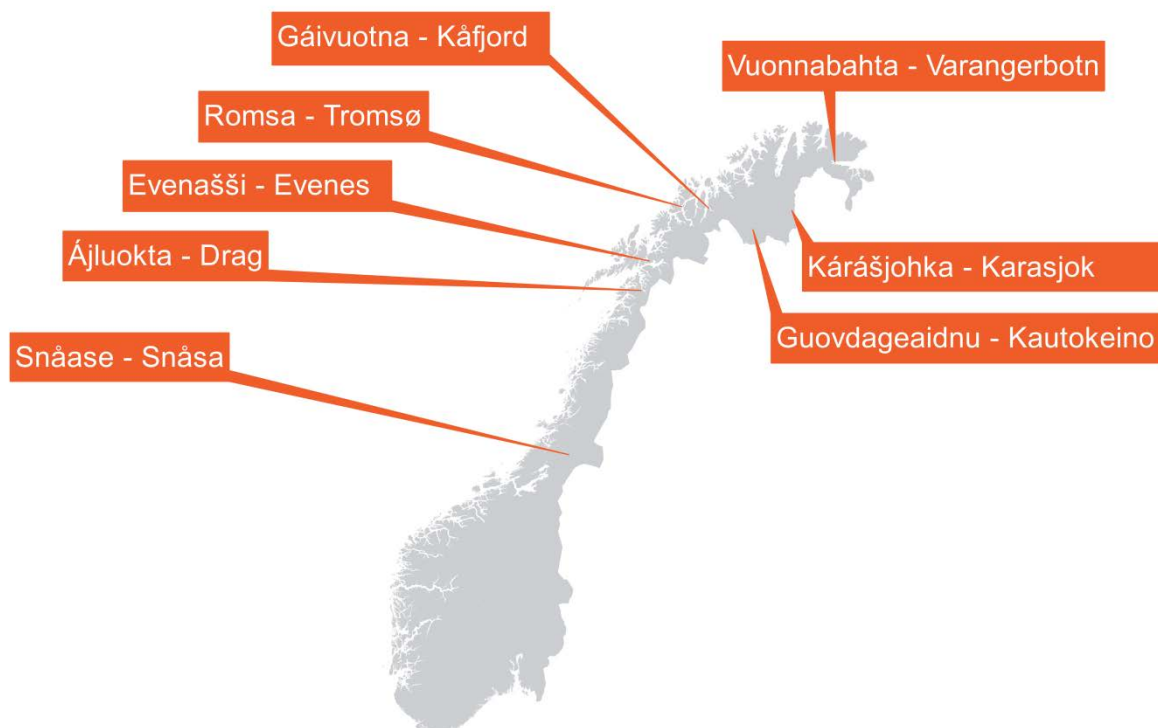 Gáivuotna - Kåfjord
Vuonnabahta - Varangerbotn
Romsa - Tromsø
Evenašši - Evenes
Ájluokta - Drag
Kárášjohka - Karasjok
Guovdageaidnu - Kautokeino
Snåase - Snåsa